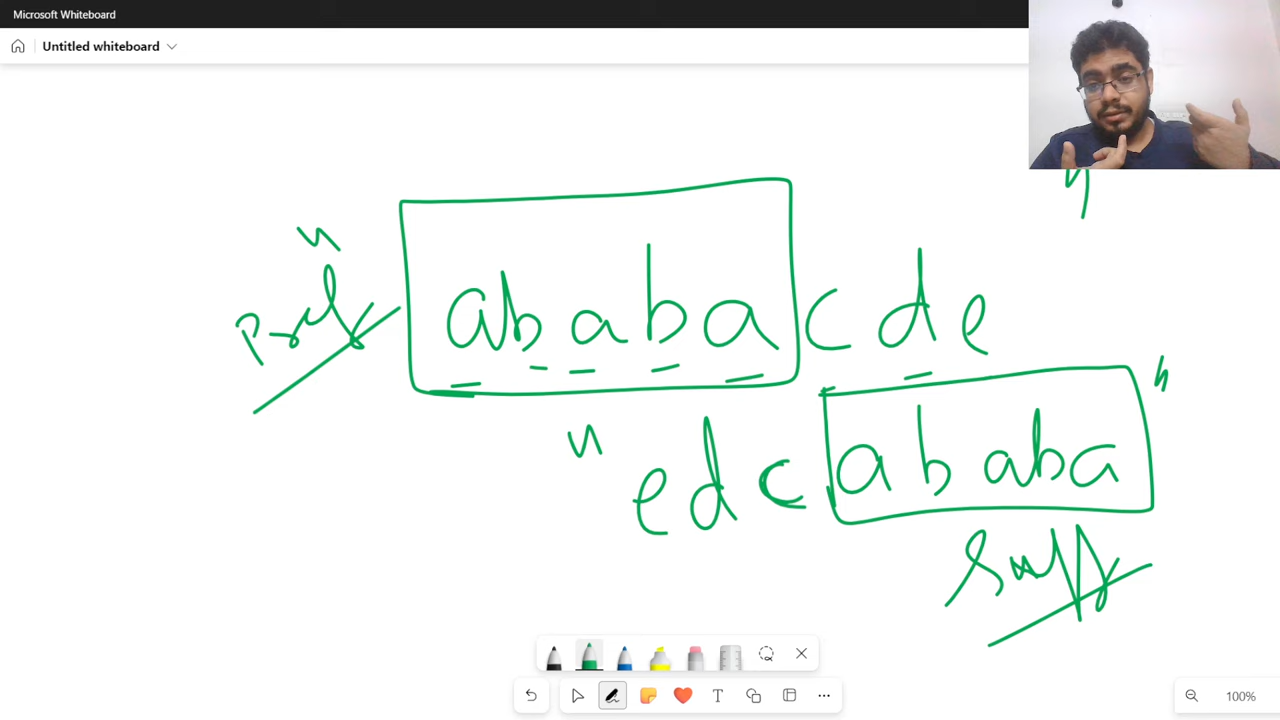 Microsoft Whiteboard
Untitled whiteboard
"
Pref
ababacde
"
"
edcababa
"
Suff
100%